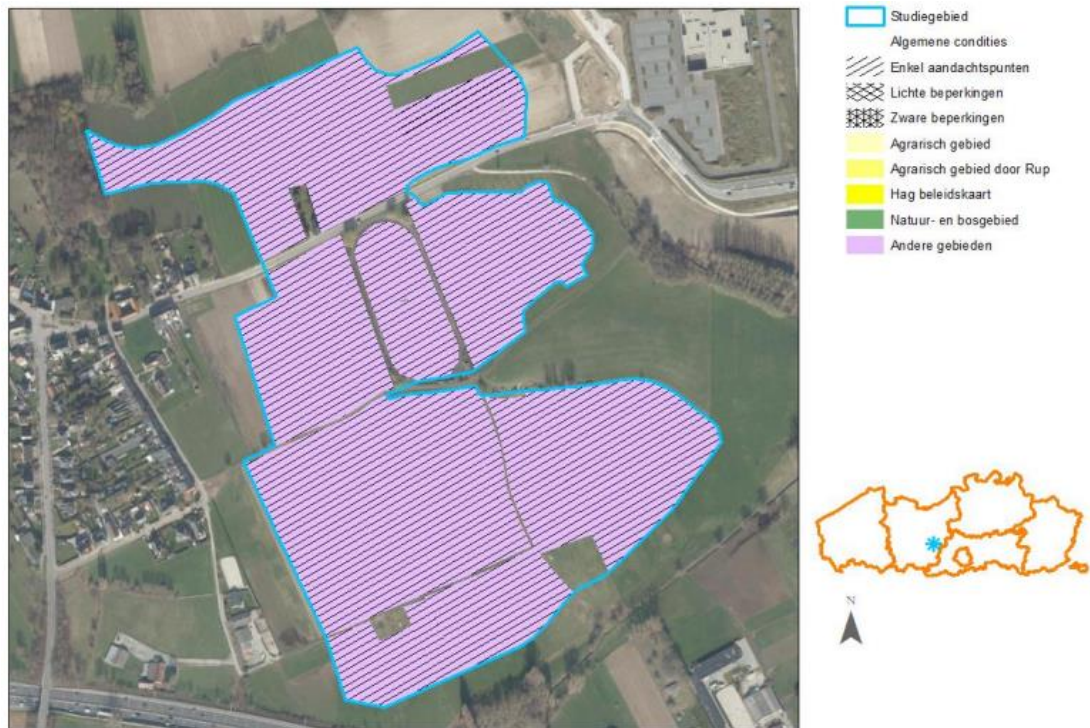 Studiegebied
Algemene condities
Enkel aandachtspunten
Lichte beperkingen
Zware beperkingen
Agrarisch gebied
Agrarisch gebied door Rup
Hag beleidskaart
Natuur- en bosgebied
Andere gebieden
N